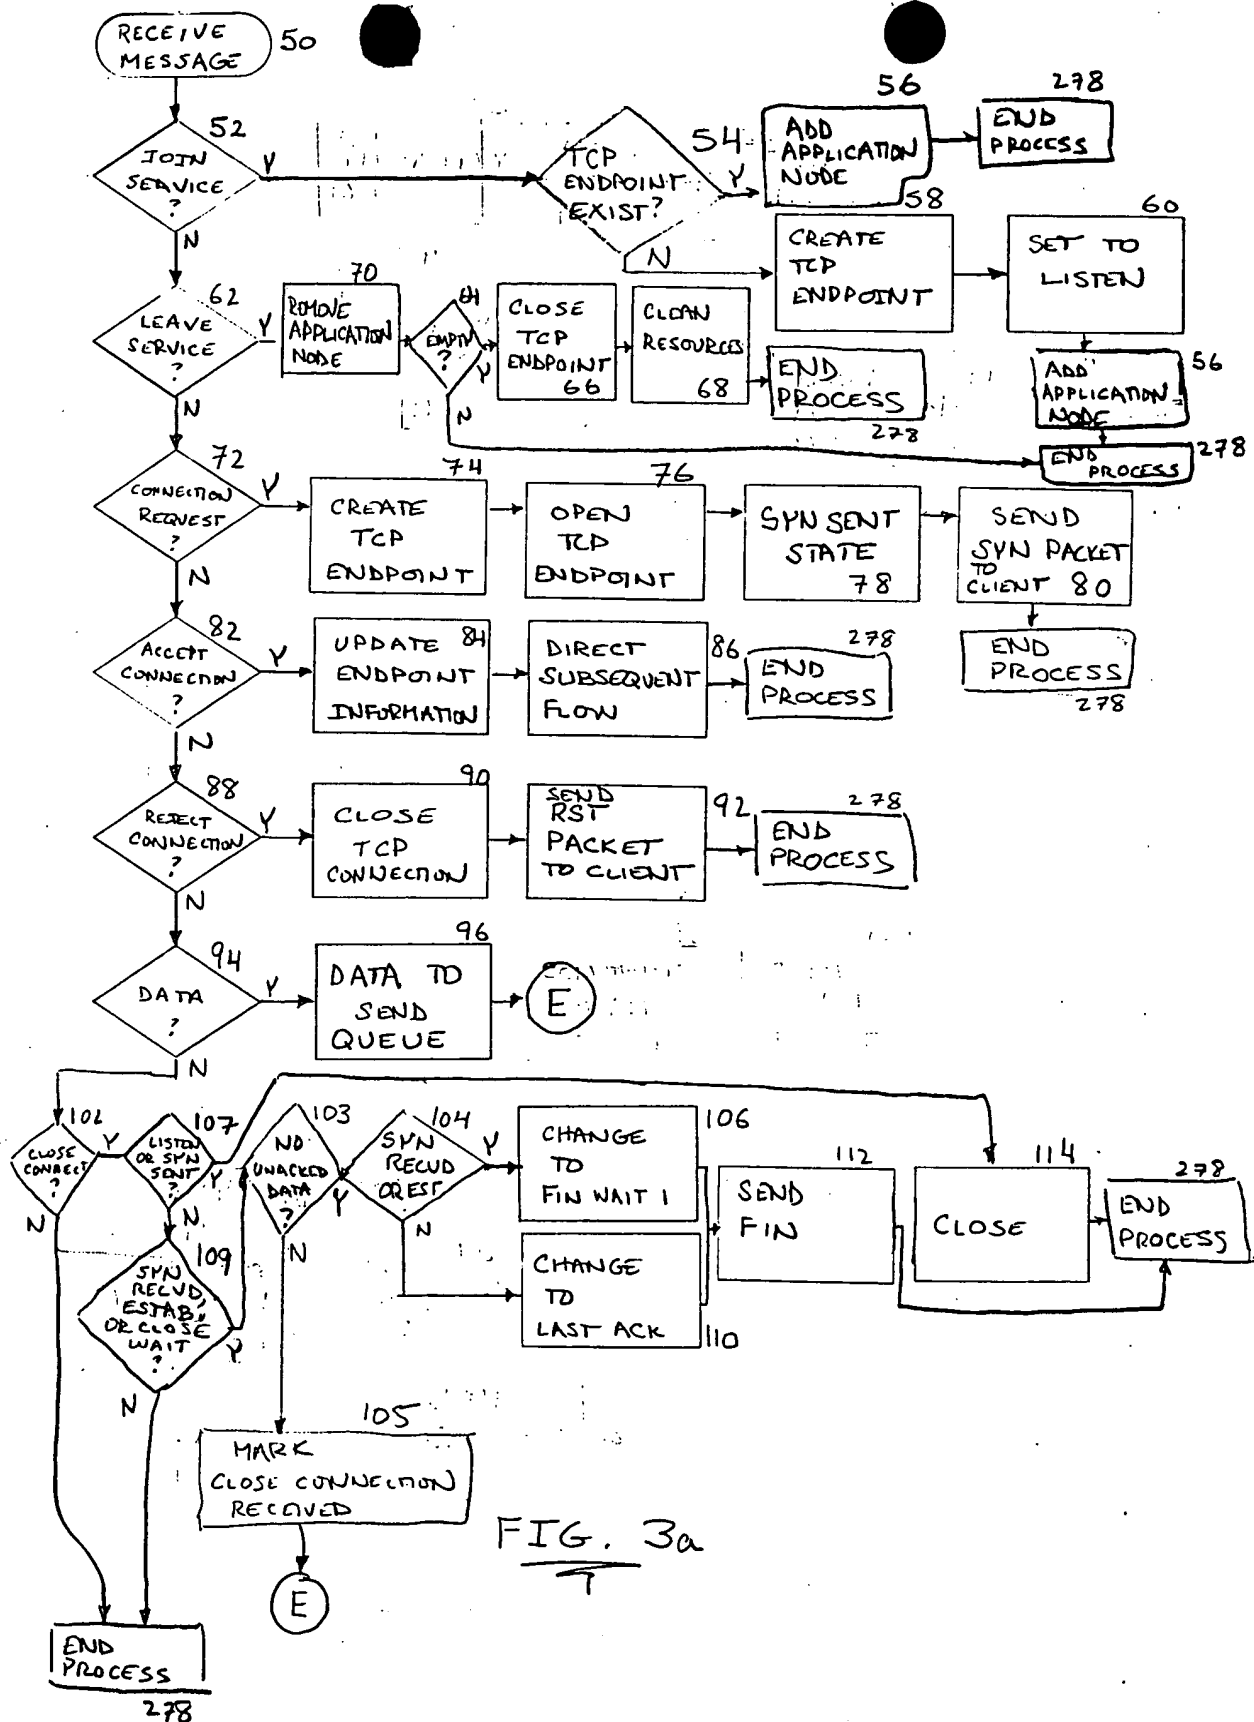 RECEIVE
MESSAGE
50
52
JOIN
SERVICE
?
Y
N
TCP
ENDPOINT
EXIST?
54
Y
N
56
ADD
APPLICATION
NODE
278
END
PROCESS
58
CREATE
TCP
ENDPOINT
60
SET TO
LISTEN
56
ADD
APPLICATION
NODE
278
END
PROCESS
62
LEAVE
SERVICE
?
Y
N
70
REMOVE
APPLICATION
NODE
64
EMPTY
?
Y
N
CLOSE
TCP
ENDPOINT
66
CLEAN
RESOURCES
68
END
PROCESS
278
72
CONNECTION
REQUEST
?
Y
N
74
CREATE
TCP
ENDPOINT
76
OPEN
TCP
ENDPOINT
SYN SENT
STATE
78
SEND
SYN PACKET
TO
CLIENT 80
END
PROCESS
278
82
ACCEPT
CONNECTION
?
Y
N
UPDATE 84
ENDPOINT
INFORMATION
DIRECT
SUBSEQUENT
FLOW
86
278
END
PROCESS
88
REJECT
CONNECTION
?
Y
N
90
CLOSE
TCP
CONNECTION
SEND
RST
PACKET
TO CLIENT
92
278
END
PROCESS
94
DATA
?
Y
N
96
DATA TO
SEND
QUEUE
E
102
CLOSE
CONNECT
?
Y
N
107
LISTEN
OR SYN
SENT
?
Y
N
103
NO
UNACKED
DATA
?
Y
N
104
SYN
RECVD
OR EST
Y
N
106
CHANGE
TO
FIN WAIT 1
CHANGE
TO
LAST ACK
110
112
SEND
FIN
114
CLOSE
278
END
PROCESS
109
SYN
RECVD,
ESTAB,
OR CLOSE
WAIT
?
Y
N
105
MARK
CLOSE CONNECTION
RECEIVED
E
END
PROCESS
278
FIG. 3a